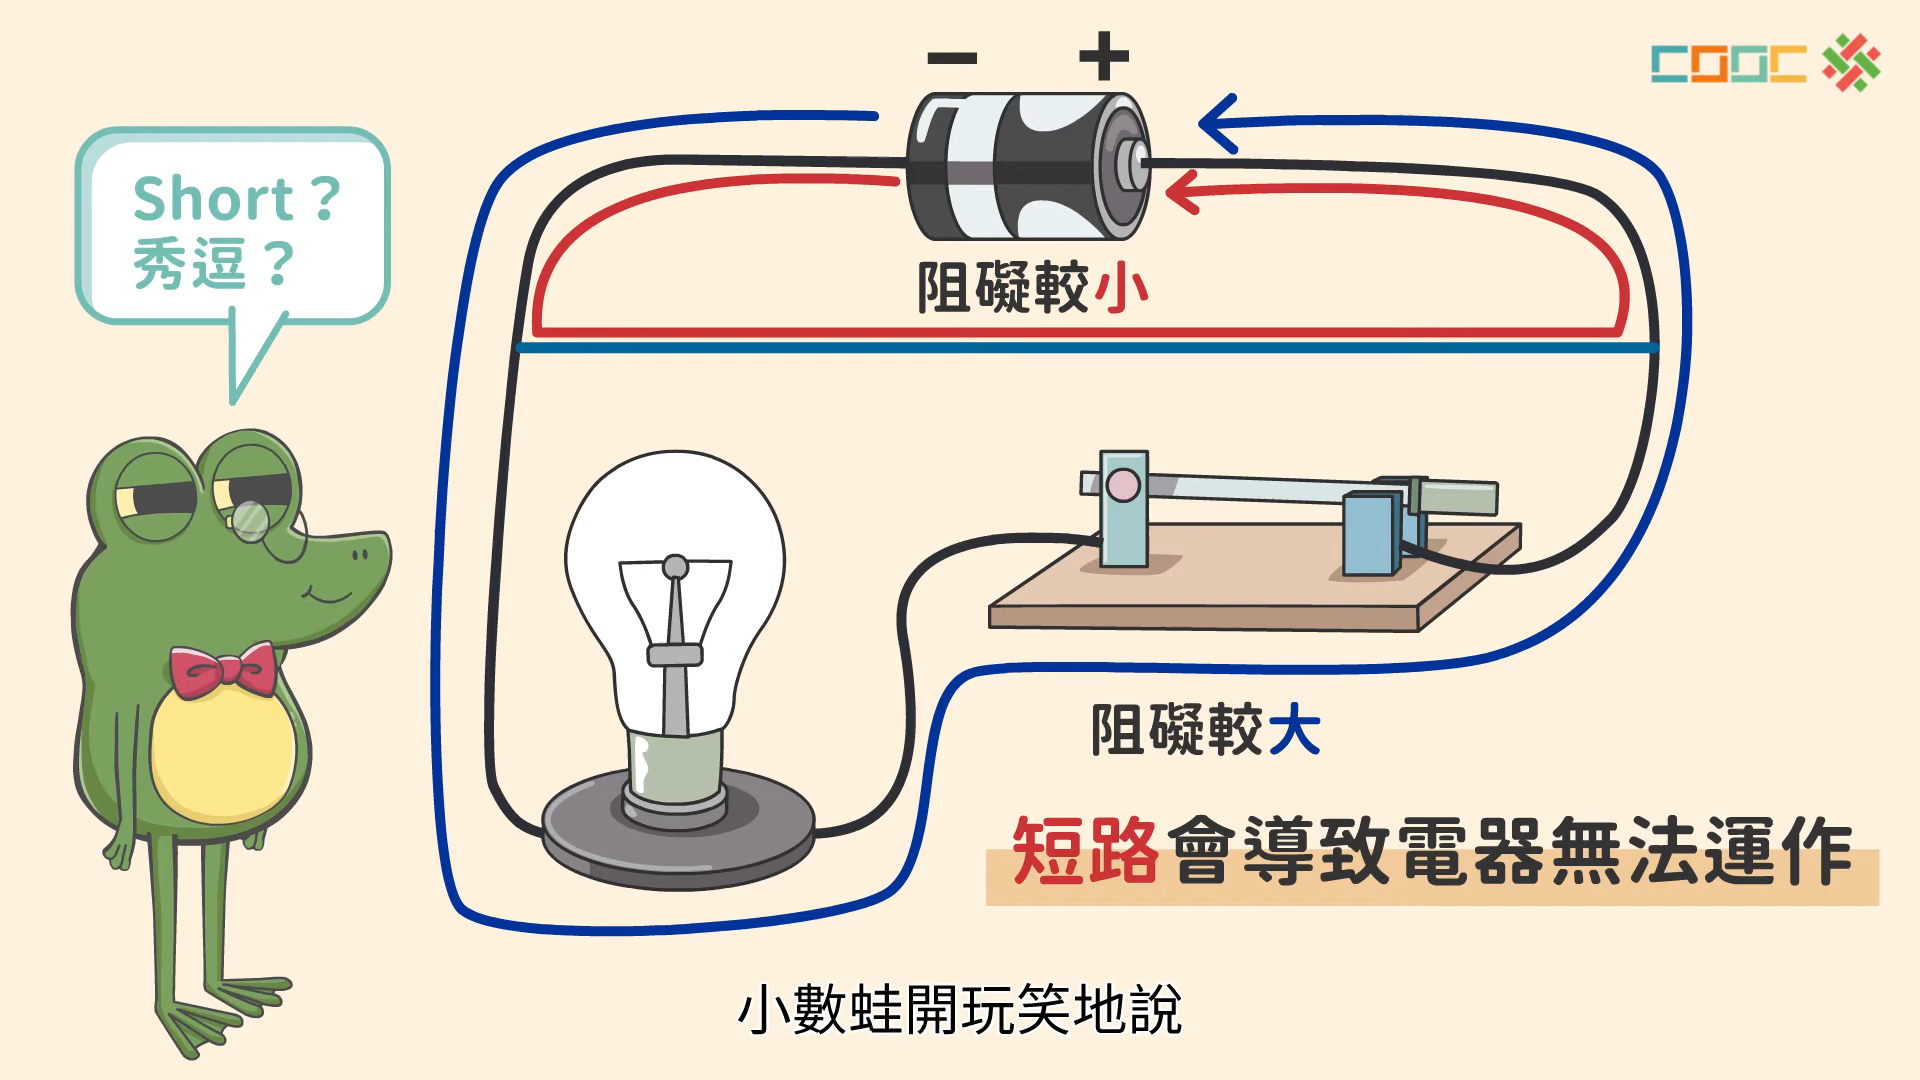 − +
COOC
Short？
秀逗？
阻礙較小
阻礙較大
短路會導致電器無法運作
小數蛙開玩笑地說